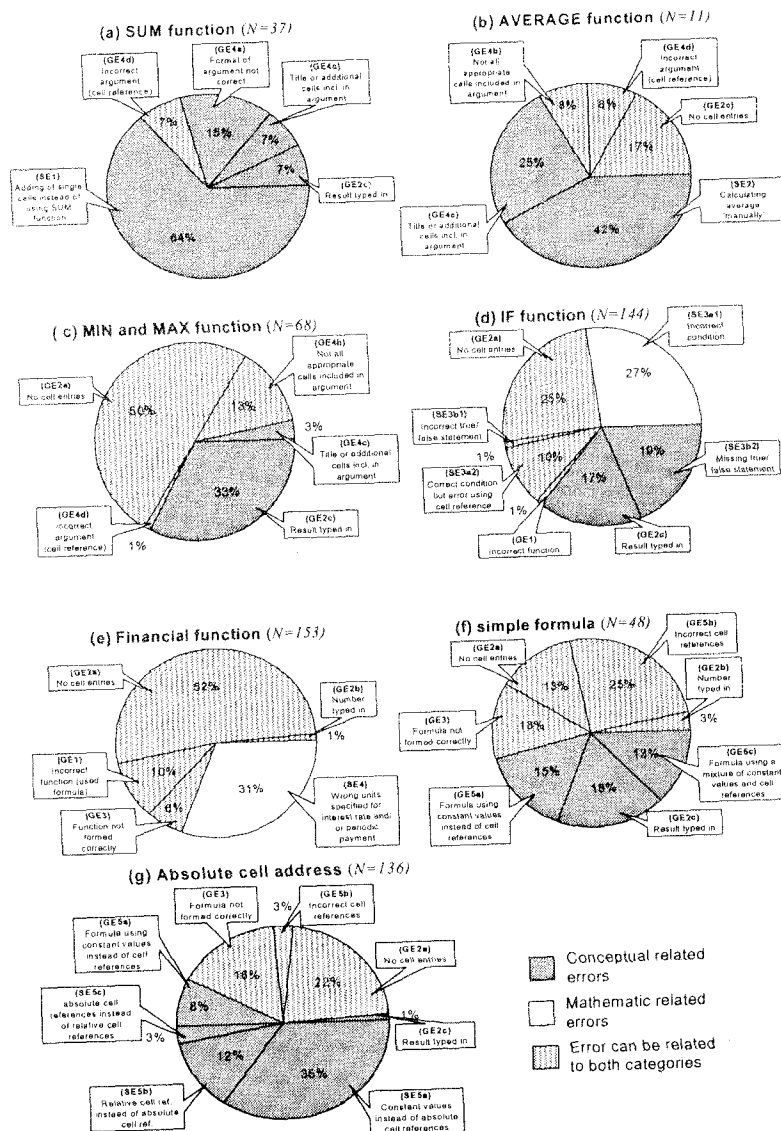 (a) SUM function (N=37)
(GE4d)
Incorrect
argument
(cell reference)
7%
(GE4a)
Format of
argument not
correct
15%
(GE4c)
Title or additional
cells incl. in
argument
7%
7%
(GE2c)
Result typed in
(SE1)
Adding of single
cells instead of
using SUM
function
64%
(b) AVERAGE function (N=11)
(GE4b)
Not all
appropriate
cells included in
argument
8%
(GE4d)
Incorrect
argument
(cell reference)
8%
(GE2c)
No cell entries
17%
25%
(GE4c)
Title or additional
cells incl. in
argument
42%
(SE2)
Calculating
average
"manually"
(c) MIN and MAX function (N=68)
(GE2a)
No cell entries
50%
(GE4b)
Not all
appropriate
cells included in
argument
13%
3%
(GE4c)
Title or additional
cells incl. in
argument
33%
(GE4d)
Incorrect
argument
(cell reference)
1%
(GE2c)
Result typed in
(d) IF function (N=144)
(SE3a1)
Incorrect
condition
27%
(GE2a)
No cell entries
25%
(SE3b1)
Incorrect true/
false statement
1%
(SE3a2)
Correct condition
but error using
cell reference
10%
1%
(GE1)
Incorrect function
17%
(GE2c)
Result typed in
19%
(SE3b2)
Missing true/
false statement
(e) Financial function (N=153)
(GE2a)
No cell entries
52%
(GE2b)
Number
typed in
1%
(GE1)
Incorrect
function (used
formula)
10%
(GE3)
Function not
formed
correctly
6%
31%
(SE4)
Wrong units
specified for
interest rate and/
or periodic
payment
(f) simple formula (N=48)
(GE2a)
No cell entries
13%
(GE5b)
Incorrect cell
references
25%
(GE2b)
Number
typed in
3%
(GE3)
Formula not
formed correctly
13%
13%
(GE5c)
Formula using a
mixture of constant
values and cell
references
15%
(GE5a)
Formula using
constant values
instead of cell
references
18%
(GE2c)
Result typed in
(g) Absolute cell address (N=136)
(GE3)
Formula not
formed correctly
16%
3%
(GE5b)
Incorrect cell
references
(GE5a)
Formula using
constant values
instead of cell
references
8%
(GE2a)
No cell entries
22%
(SE5c)
absolute cell
references instead
of relative cell
references
3%
1%
(GE2c)
Result typed in
12%
(SE5b)
Relative cell ref.
instead of absolute
cell ref.
35%
(SE5a)
Constant values
instead of absolute
cell references
Conceptual related
errors
Mathematic related
errors
Error can be related
to both categories